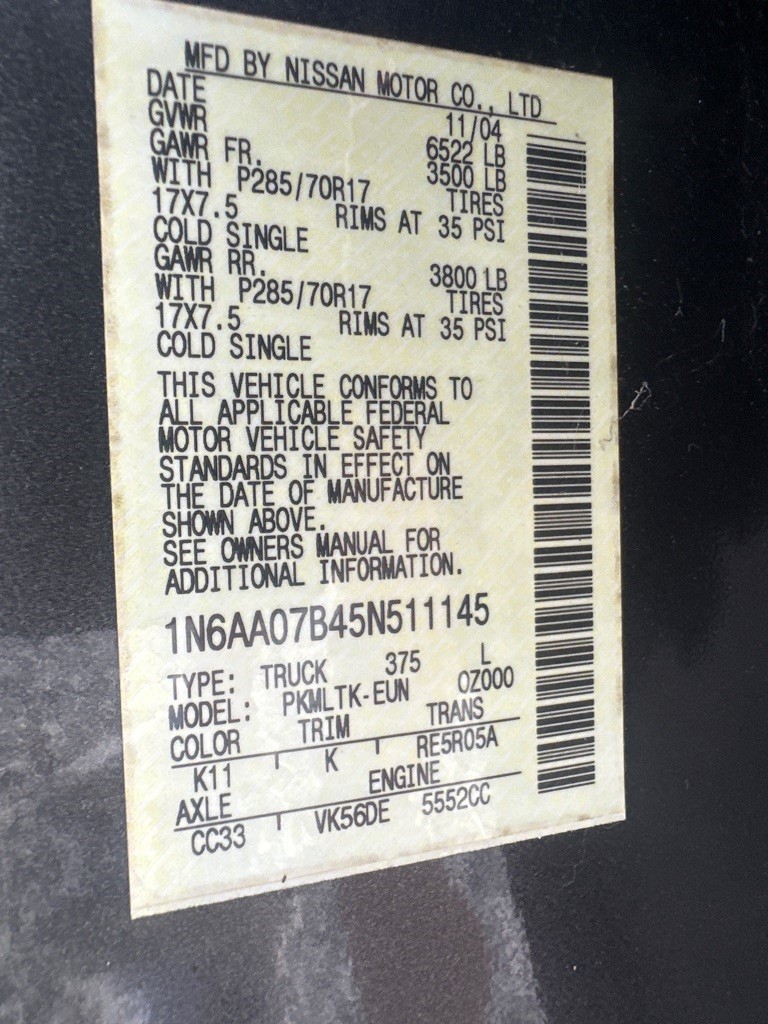 MFD BY NISSAN MOTOR CO., LTD
DATE 11/04
GVWR 6522 LB
GAWR FR. 3500 LB
WITH P285/70R17 TIRES
17X7.5 RIMS AT 35 PSI
COLD SINGLE
GAWR RR. 3800 LB
WITH P285/70R17 TIRES
17X7.5 RIMS AT 35 PSI
COLD SINGLE
THIS VEHICLE CONFORMS TO
ALL APPLICABLE FEDERAL
MOTOR VEHICLE SAFETY
STANDARDS IN EFFECT ON
THE DATE OF MANUFACTURE
SHOWN ABOVE.
SEE OWNERS MANUAL FOR
ADDITIONAL INFORMATION.
1N6AA07B45N511145
TYPE: TRUCK 375 L
MODEL: PKMLTK-EUN OZ000
COLOR TRIM TRANS
K11 K RE5R05A
AXLE ENGINE
CC33 VK56DE 5552CC